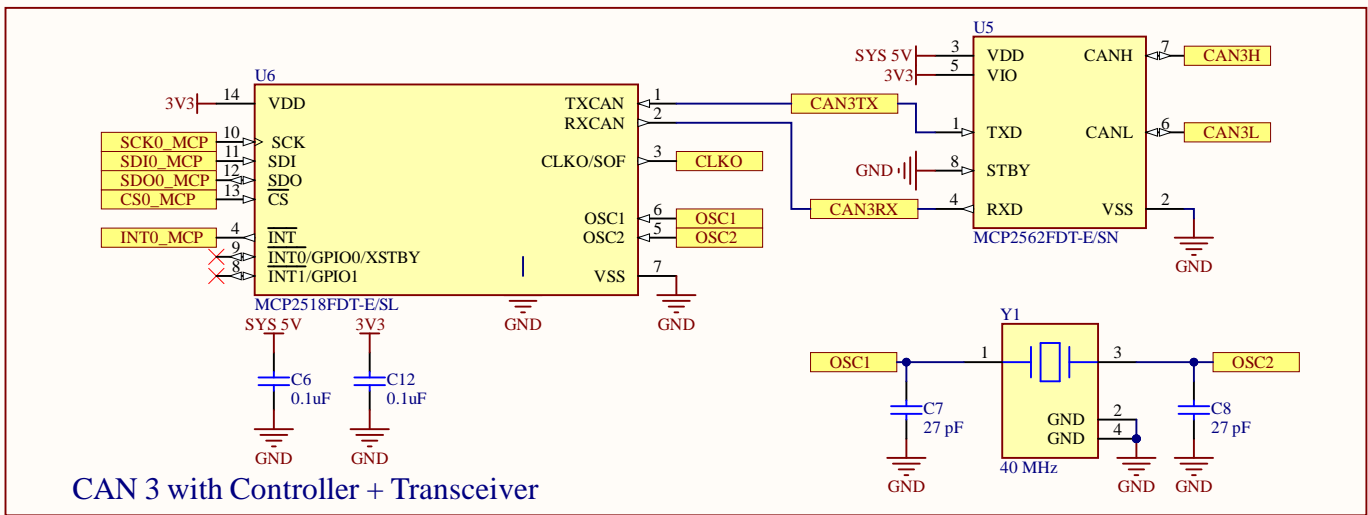 U5
SYS 5V 3 VDD CANH 7 CAN3H
3V3 5 VIO
U6
3V3 14 VDD TXCAN 1 CAN3TX
RXCAN 2
1 TXD CANL 6 CAN3L
SCK0_MCP 10 SCK
SDI0_MCP 11 SDI CLKO/SOF 3 CLKO
GND 8 STBY
SDO0_MCP 12 SDO
CS0_MCP 13 CS
CAN3RX 4 RXD VSS 2
OSC1 6 OSC1
INT0_MCP 4 INT OSC2 5 OSC2
MCP2562FDT-E/SN
9 INT0/GPIO0/XSTBY
8 INT1/GPIO1 VSS 7
GND
MCP2518FDT-E/SL
GND GND
SYS 5V 3V3
Y1
OSC1 1 3 OSC2
C6 C12
0.1uF 0.1uF
C7 C8
27 pF 27 pF
GND 2
GND 4
GND GND
40 MHz
GND GND GND
CAN 3 with Controller + Transceiver